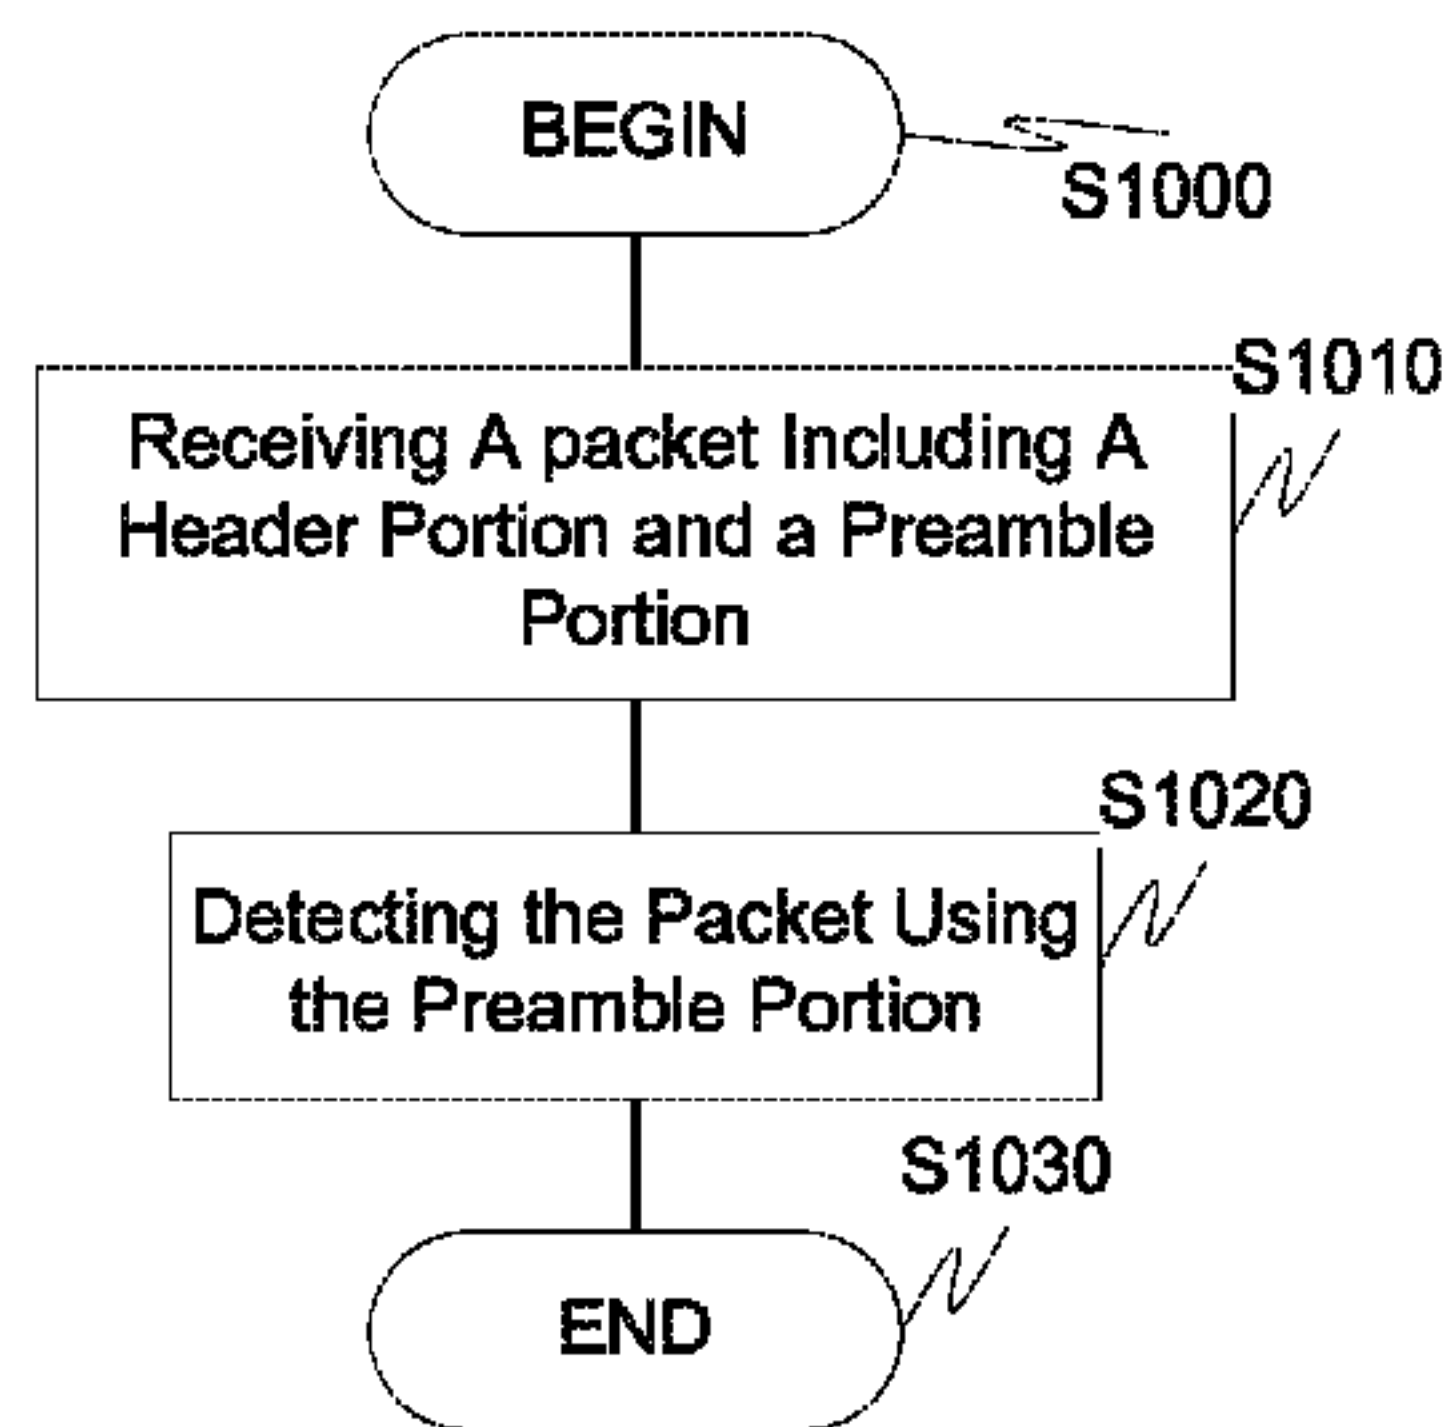 BEGIN
S1000
S1010
Receiving A packet Including A
Header Portion and a Preamble
Portion
S1020
Detecting the Packet Using
the Preamble Portion
S1030
END